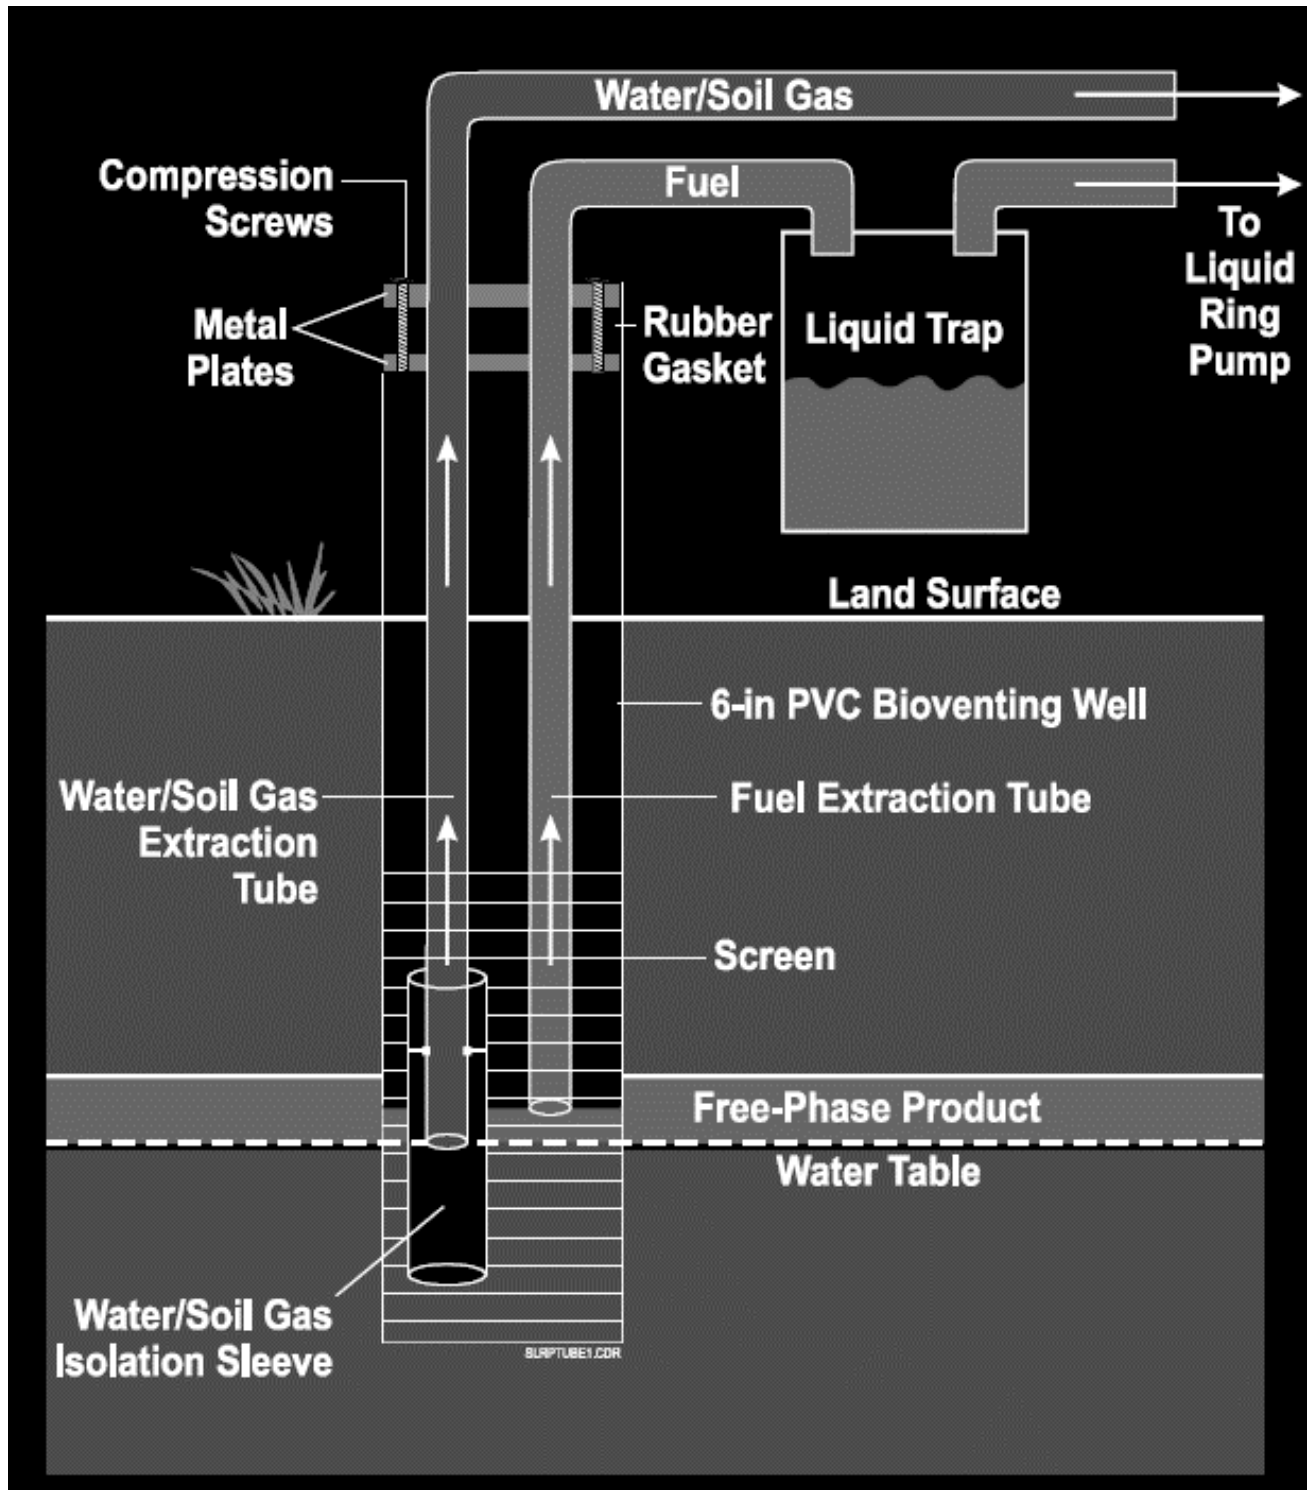 Water/Soil Gas
Compression
Screws
Fuel
To
Liquid
Ring
Pump
Metal
Plates
Rubber
Gasket
Liquid Trap
Land Surface
6-in PVC Bioventing Well
Water/Soil Gas
Extraction
Tube
Fuel Extraction Tube
Screen
Free-Phase Product
Water Table
Water/Soil Gas
Isolation Sleeve
SLRPTUBE1.CDR